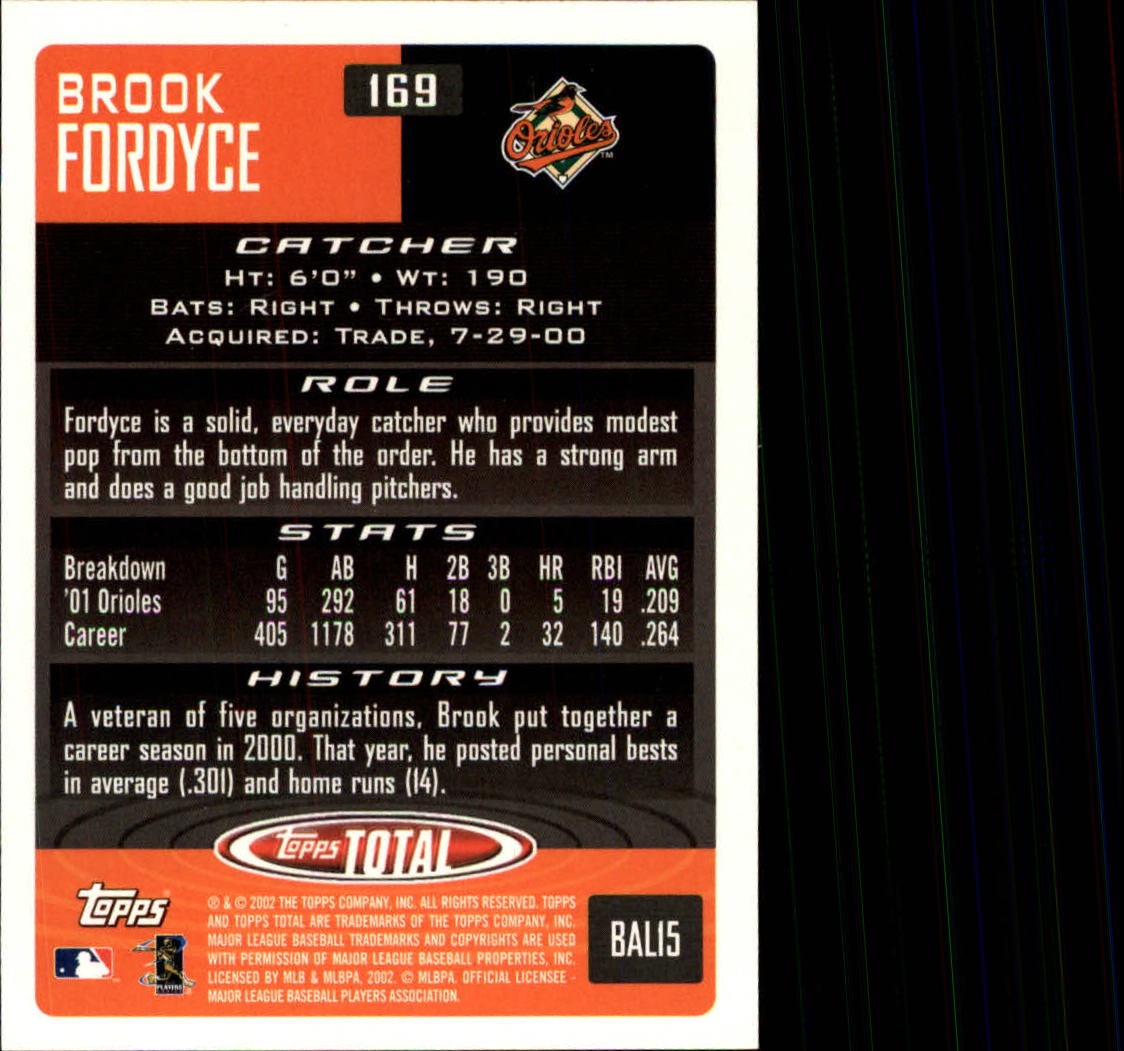 BROOK
FORDYCE
169
Orioles™
CATCHER
HT: 6'0" • WT: 190
BATS: RIGHT • THROWS: RIGHT
ACQUIRED: TRADE, 7-29-00
ROLE
Fordyce is a solid, everyday catcher who provides modest
pop from the bottom of the order. He has a strong arm
and does a good job handling pitchers.
STATS
Breakdown G AB H 2B 3B HR RBI AVG
'01 Orioles 95 292 61 18 0 5 19 .209
Career 405 1178 311 77 2 32 140 .264
HISTORY
A veteran of five organizations, Brook put together a
career season in 2000. That year, he posted personal bests
in average (.301) and home runs (14).
topps TOTAL
topps®
® & © 2002 THE TOPPS COMPANY, INC. ALL RIGHTS RESERVED. TOPPS
AND TOPPS TOTAL ARE TRADEMARKS OF THE TOPPS COMPANY, INC.
MAJOR LEAGUE BASEBALL TRADEMARKS AND COPYRIGHTS ARE USED
WITH PERMISSION OF MAJOR LEAGUE BASEBALL PROPERTIES, INC.
LICENSED BY MLB & MLBPA, 2002. © MLBPA. OFFICIAL LICENSEE -
MAJOR LEAGUE BASEBALL PLAYERS ASSOCIATION.
PLAYERS
BAL15